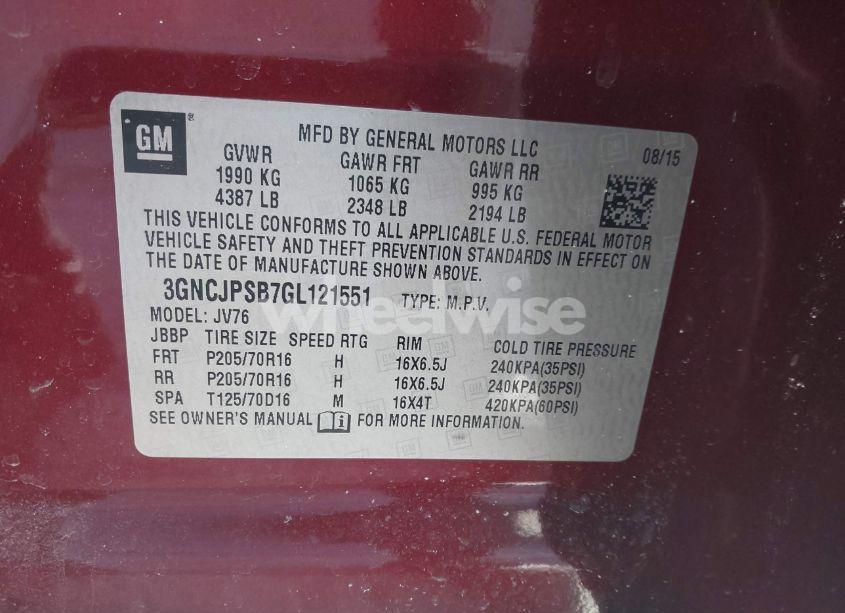 GM ® MFD BY GENERAL MOTORS LLC 08/15
GVWR GAWR FRT GAWR RR
1990 KG 1065 KG 995 KG
4387 LB 2348 LB 2194 LB
THIS VEHICLE CONFORMS TO ALL APPLICABLE U.S. FEDERAL MOTOR
VEHICLE SAFETY AND THEFT PREVENTION STANDARDS IN EFFECT ON
THE DATE OF MANUFACTURE SHOWN ABOVE.
3GNCJPSB7GL121551 TYPE: M.P.V.
wheelwise
MODEL: JV76
JBBP TIRE SIZE SPEED RTG RIM COLD TIRE PRESSURE
FRT P205/70R16 H 16X6.5J 240KPA(35PSI)
RR P205/70R16 H 16X6.5J 240KPA(35PSI)
SPA T125/70D16 M 16X4T 420KPA(60PSI)
SEE OWNER'S MANUAL i FOR MORE INFORMATION.